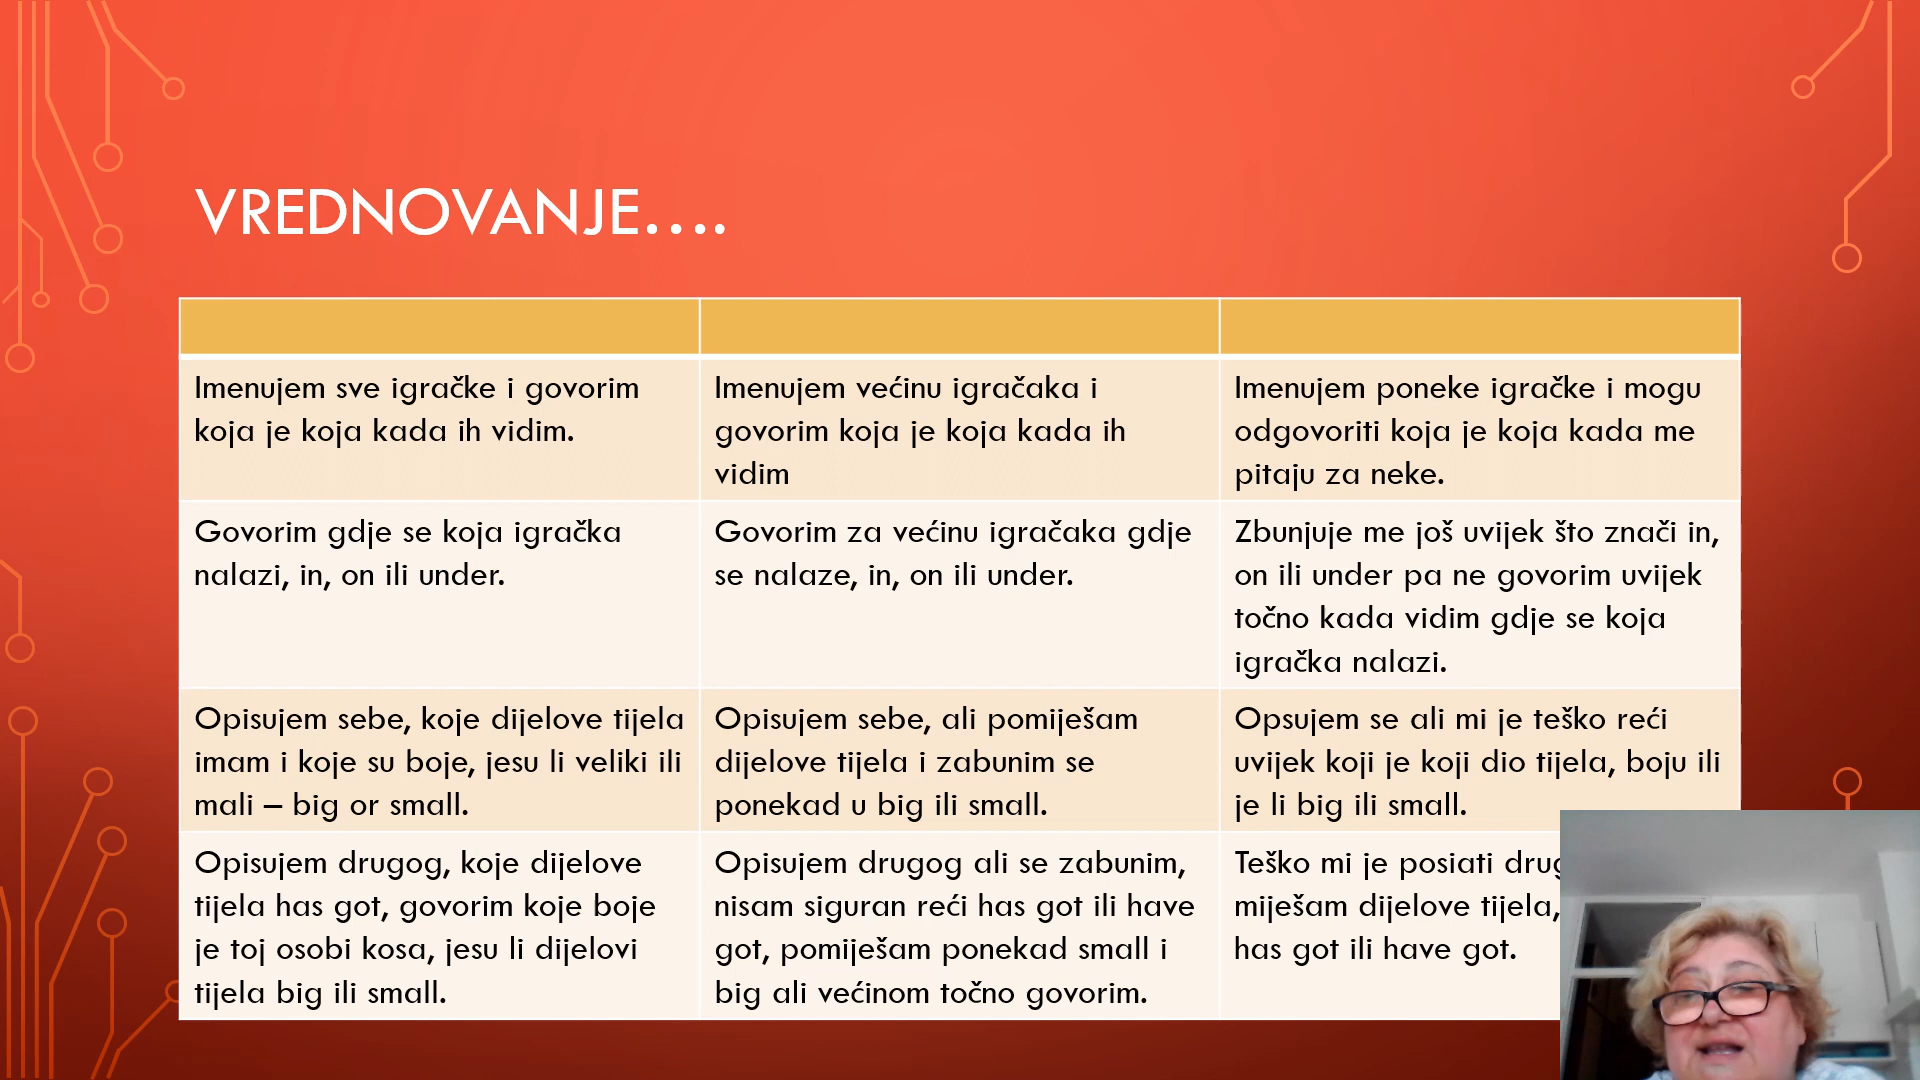 VREDNOVANJE....
Imenujem sve igračke i govorim
koja je koja kada ih vidim.
Imenujem većinu igračaka i
govorim koja je koja kada ih
vidim
Imenujem poneke igračke i mogu
odgovoriti koja je koja kada me
pitaju za neke.
Govorim gdje se koja igračka
nalazi, in, on ili under.
Govorim za većinu igračaka gdje
se nalaze, in, on ili under.
Zbunjuje me još uvijek što znači in,
on ili under pa ne govorim uvijek
točno kada vidim gdje se koja
igračka nalazi.
Opisujem sebe, koje dijelove tijela
imam i koje su boje, jesu li veliki ili
mali – big or small.
Opisujem sebe, ali pomiješam
dijelove tijela i zabunim se
ponekad u big ili small.
Opsujem se ali mi je teško reći
uvijek koji je koji dio tijela, boju ili
je li big ili small.
Opisujem drugog, koje dijelove
tijela has got, govorim koje boje
je toj osobi kosa, jesu li dijelovi
tijela big ili small.
Opisujem drugog ali se zabunim,
nisam siguran reći has got ili have
got, pomiješam ponekad small i
big ali većinom točno govorim.
Teško mi je posiati
miješam dijelove tijela,
has got ili have got.